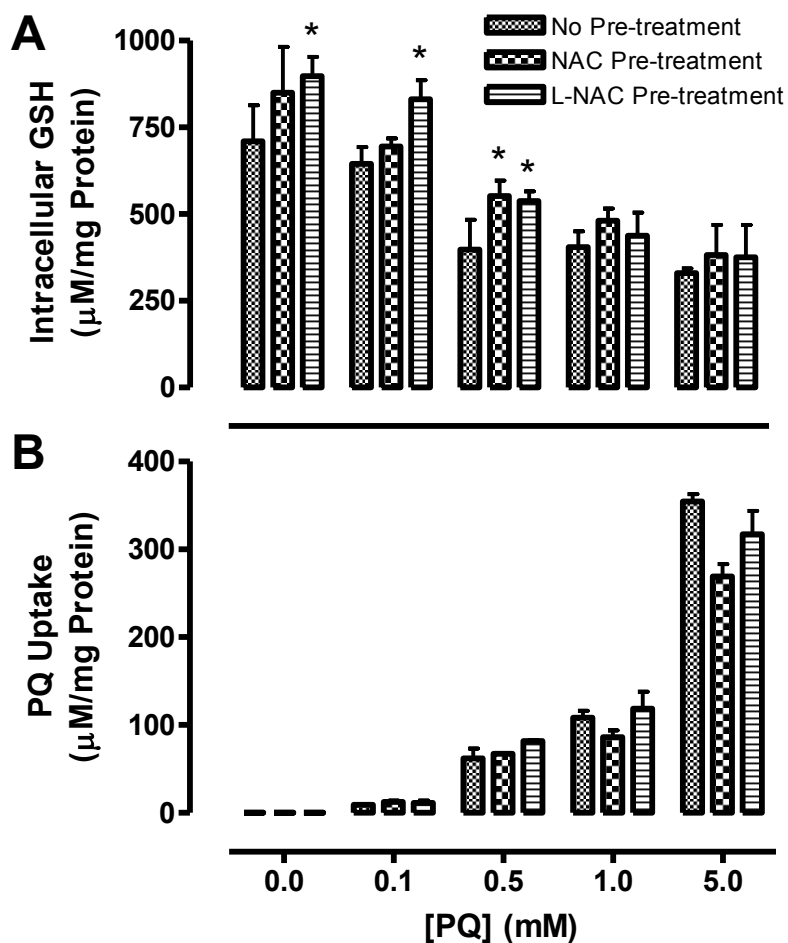 A
No Pre-treatment
NAC Pre-treatment
L-NAC Pre-treatment
Intracellular GSH
(μM/mg Protein)
1000
750
500
250
0
*
*
*
*
B
PQ Uptake
(μM/mg Protein)
400
300
200
100
0
0.0 0.1 0.5 1.0 5.0
[PQ] (mM)